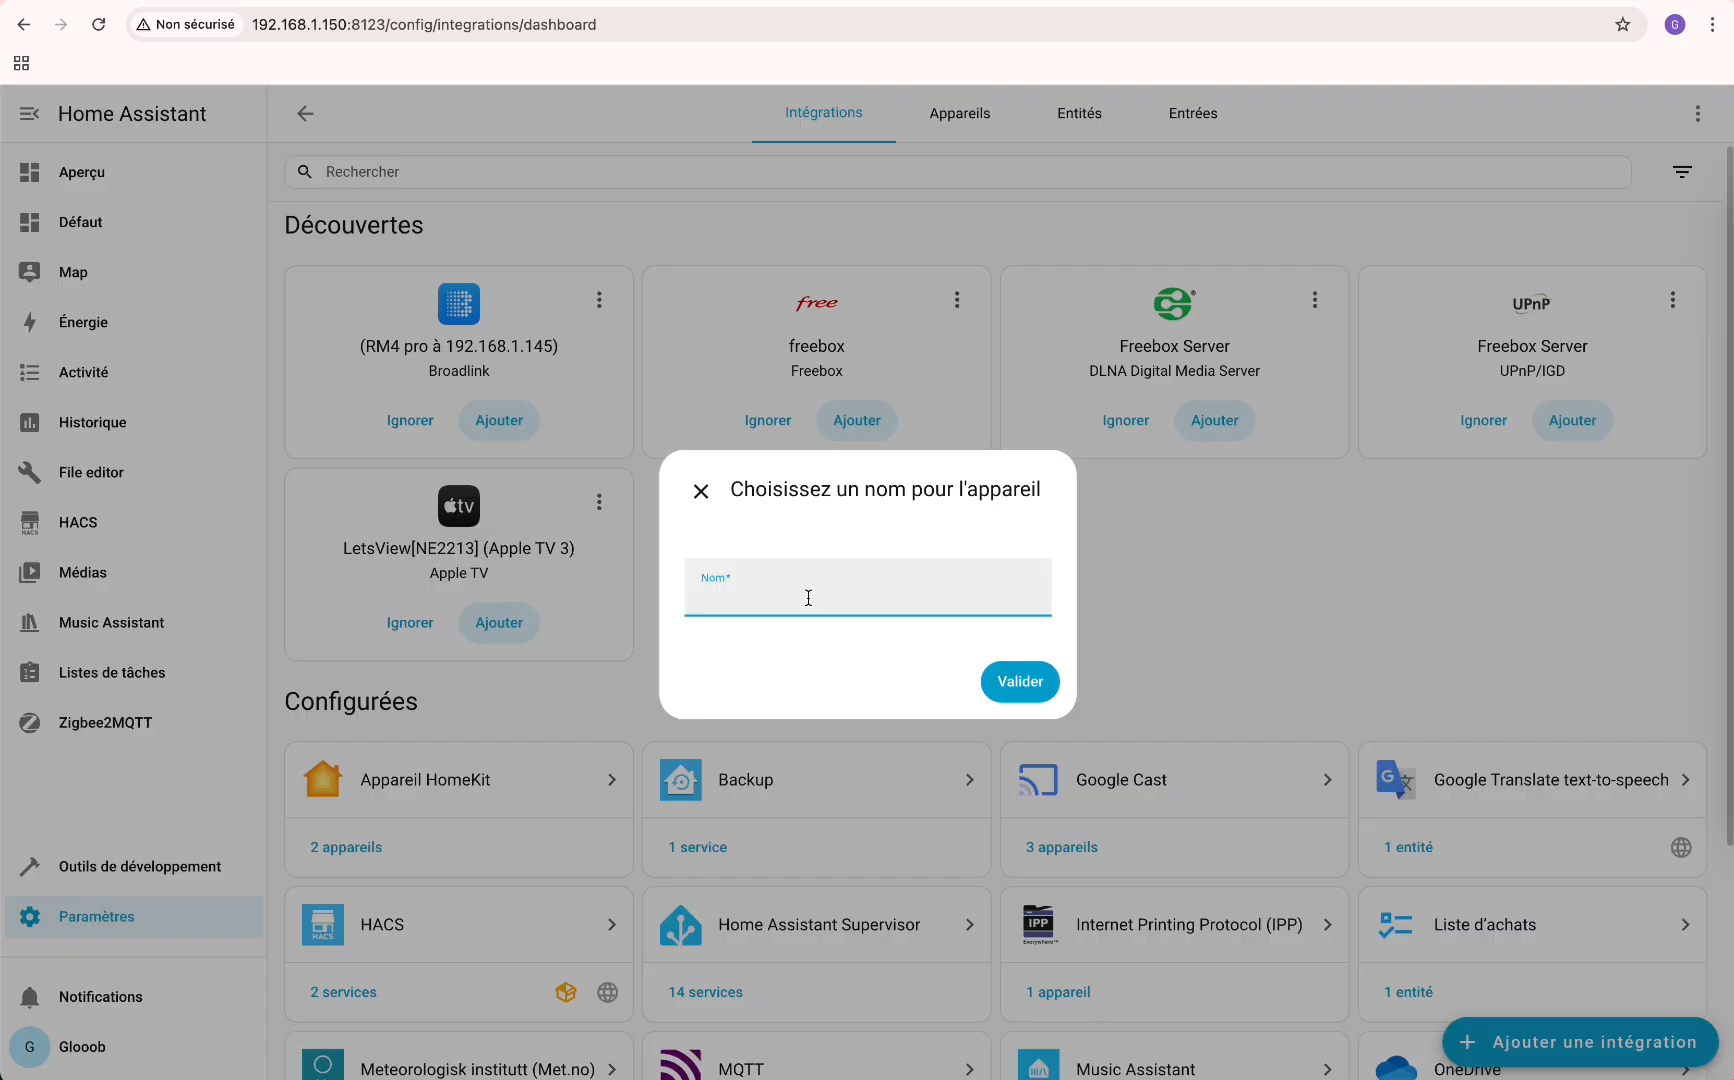 Non sécurisé 192.168.1.150:8123/config/integrations/dashboard
G
Home Assistant
Intégrations Appareils Entités Entrées
Aperçu
Défaut
Map
Énergie
Activité
Historique
File editor
HACS
HACS
Médias
Music Assistant
Listes de tâches
Zigbee2MQTT
Outils de développement
Paramètres
Notifications
G Glooob
Rechercher
Découvertes
(RM4 pro à 192.168.1.145)
Broadlink
Ignorer Ajouter
free
freebox
Freebox
Ignorer Ajouter
Freebox Server
DLNA Digital Media Server
Ignorer Ajouter
UPnP
Freebox Server
UPnP/IGD
Ignorer Ajouter
tv
LetsView[NE2213] (Apple TV 3)
Apple TV
Ignorer Ajouter
Choisissez un nom pour l'appareil
Nom*
Valider
Configurées
Appareil HomeKit
2 appareils
Backup
1 service
Google Cast
3 appareils
G
Google Translate text-to-speech
1 entité
HACS
HACS
2 services
Home Assistant Supervisor
14 services
IPP
Everywhere™
Internet Printing Protocol (IPP)
1 appareil
Liste d’achats
1 entité
Meteorologisk institutt (Met.no)
MQTT
Music Assistant
OneDrive
Ajouter une intégration